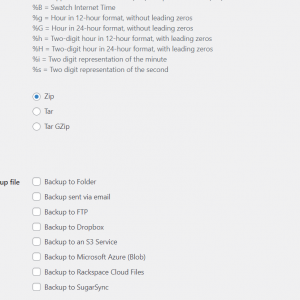 %B = Swatch Internet Time
%g = Hour in 12-hour format, without leading zeros
%G = Hour in 24-hour format, without leading zeros
%h = Two-digit hour in 12-hour format, with leading zeros
%H = Two-digit hour in 24-hour format, with leading zeros
%i = Two digit representation of the minute
%s = Two digit representation of the second
Zip
Tar
Tar GZip
up file
Backup to Folder
Backup sent via email
Backup to FTP
Backup to Dropbox
Backup to an S3 Service
Backup to Microsoft Azure (Blob)
Backup to Rackspace Cloud Files
Backup to SugarSync